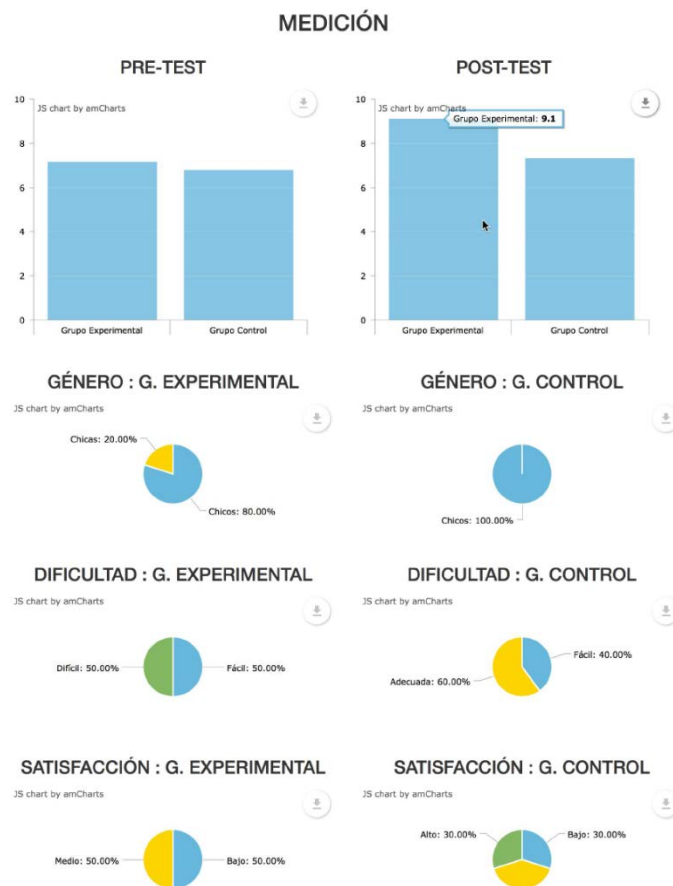 MEDICIÓN
PRE-TEST
10
JS chart by amCharts
8
6
4
2
0
Grupo Experimental
Grupo Control
POST-TEST
10
JS chart by amCharts
Grupo Experimental: 9.1
8
6
4
2
0
Grupo Experimental
Grupo Control
GÉNERO : G. EXPERIMENTAL
JS chart by amCharts
Chicas: 20.00%
Chicos: 80.00%
GÉNERO : G. CONTROL
JS chart by amCharts
Chicos: 100.00%
DIFICULTAD : G. EXPERIMENTAL
JS chart by amCharts
Difícil: 50.00%
Fácil: 50.00%
DIFICULTAD : G. CONTROL
JS chart by amCharts
Fácil: 40.00%
Adecuada: 60.00%
SATISFACCIÓN : G. EXPERIMENTAL
JS chart by amCharts
Medio: 50.00%
Bajo: 50.00%
SATISFACCIÓN : G. CONTROL
JS chart by amCharts
Alto: 30.00%
Bajo: 30.00%